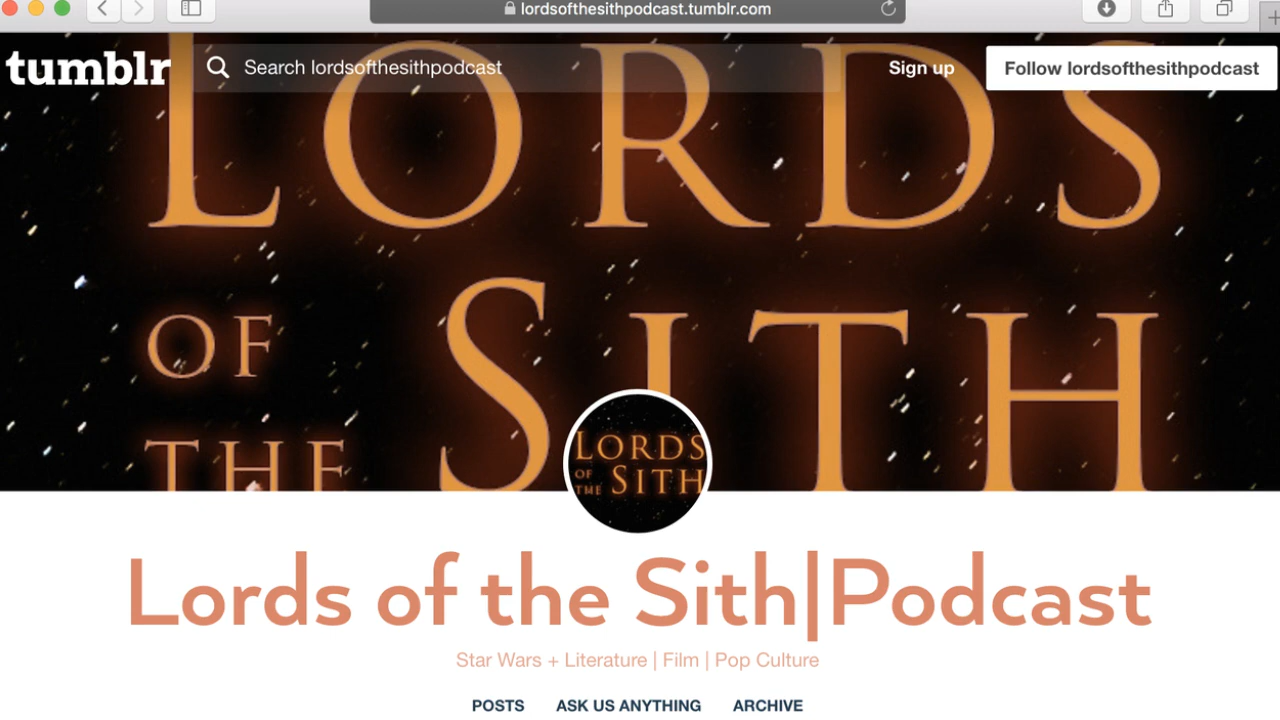 lordsofthesithpodcast.tumblr.com
tumblr
Search lordsofthesithpodcast
Sign up
Follow lordsofthesithpodcast
LORDS
OF
THE
SITH
LORDS
OF
THE
SITH
Lords of the Sith|Podcast
Star Wars + Literature | Film | Pop Culture
POSTS
ASK US ANYTHING
ARCHIVE